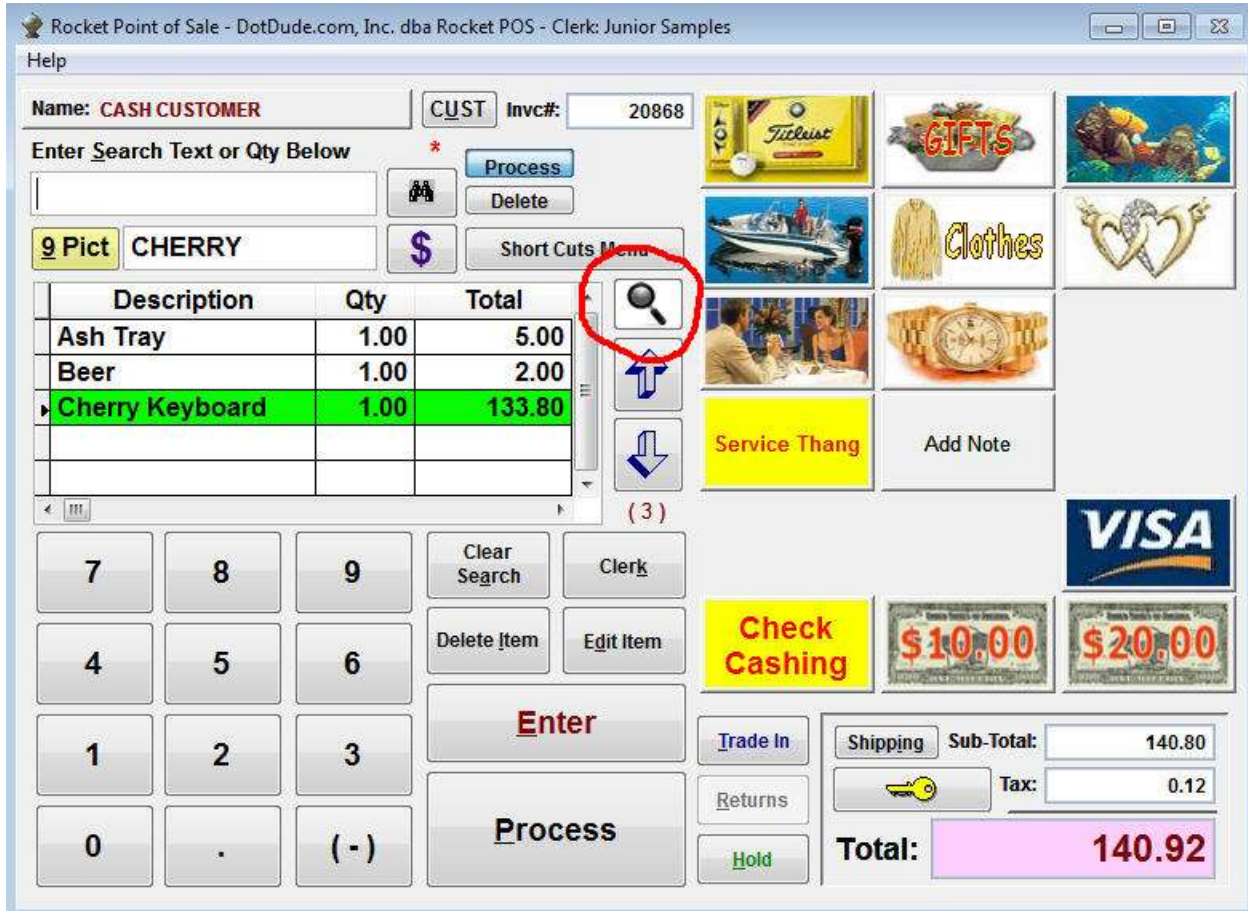 Rocket Point of Sale - DotDude.com, Inc. dba Rocket POS - Clerk: Junior Samples
Help
Name: CASH CUSTOMER
CUST Invc#: 20868
Enter Search Text or Qty Below *
Process
Delete
9 Pict CHERRY
$
Short Cuts Menu
Description Qty Total
Ash Tray 1.00 5.00
Beer 1.00 2.00
Cherry Keyboard 1.00 133.80
(3)
Titleist
GIFTS
Clothes
Service Thang
Add Note
VISA
7 8 9
Clear Search
Clerk
4 5 6
Delete Item
Edit Item
Check Cashing
$10.00
$20.00
1 2 3
Enter
0 . (-)
Process
Trade In
Returns
Hold
Shipping Sub-Total: 140.80
Tax: 0.12
Total: 140.92